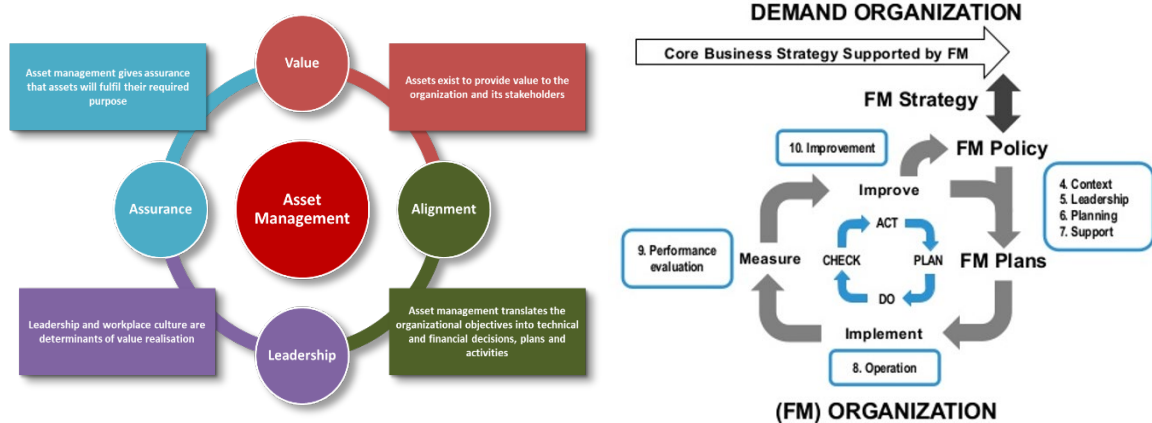 Value
Asset management gives assurance
that assets will fulfil their required
purpose
Assets exist to provide value to the
organization and its stakeholders
Assurance
Asset
Management
Alignment
Leadership and workplace culture are
determinants of value realisation
Asset management translates the
organizational objectives into technical
and financial decisions, plans and
activities
Leadership
DEMAND ORGANIZATION
Core Business Strategy Supported by FM
FM Strategy
10. Improvement
FM Policy
Improve
4. Context
5. Leadership
6. Planning
7. Support
ACT
9. Performance
evaluation
Measure
CHECK
PLAN
FM Plans
DO
Implement
8. Operation
(FM) ORGANIZATION